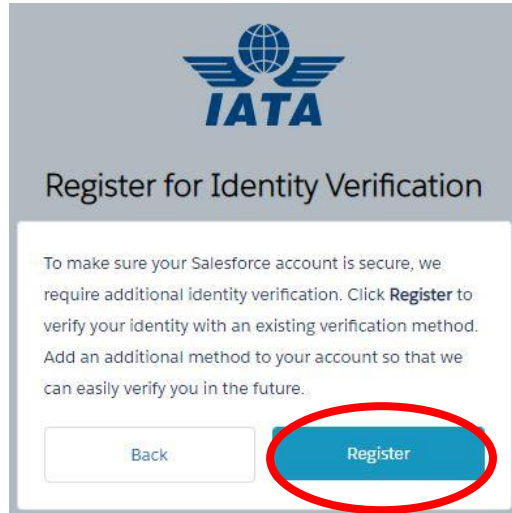 IATA
Register for Identity Verification
To make sure your Salesforce account is secure, we
require additional identity verification. Click Register to
verify your identity with an existing verification method.
Add an additional method to your account so that we
can easily verify you in the future.
Back
Register